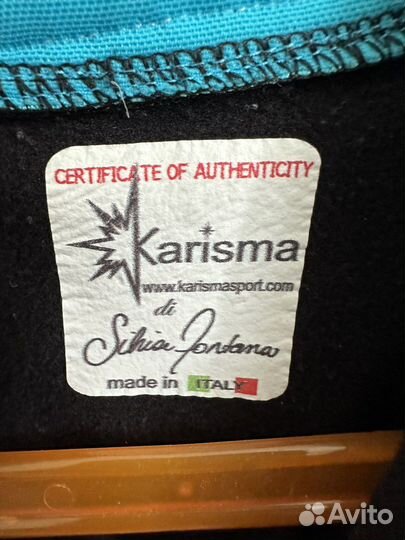 CERTIFICATE OF AUTHENTICITY
Karisma
www.karismasport.com
di
Silvia Fontana
made in ITALY
Avito